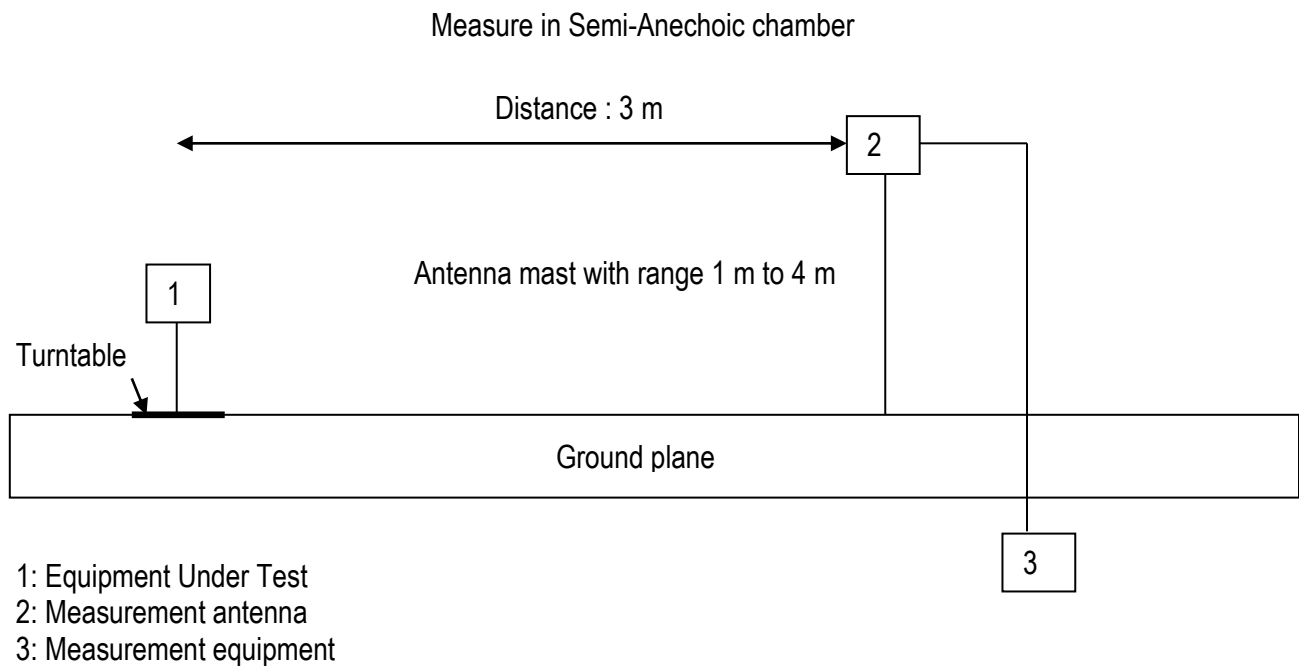 Measure in Semi-Anechoic chamber
Distance : 3 m
2
Antenna mast with range 1 m to 4 m
1
Turntable
Ground plane
3
1: Equipment Under Test
2: Measurement antenna
3: Measurement equipment